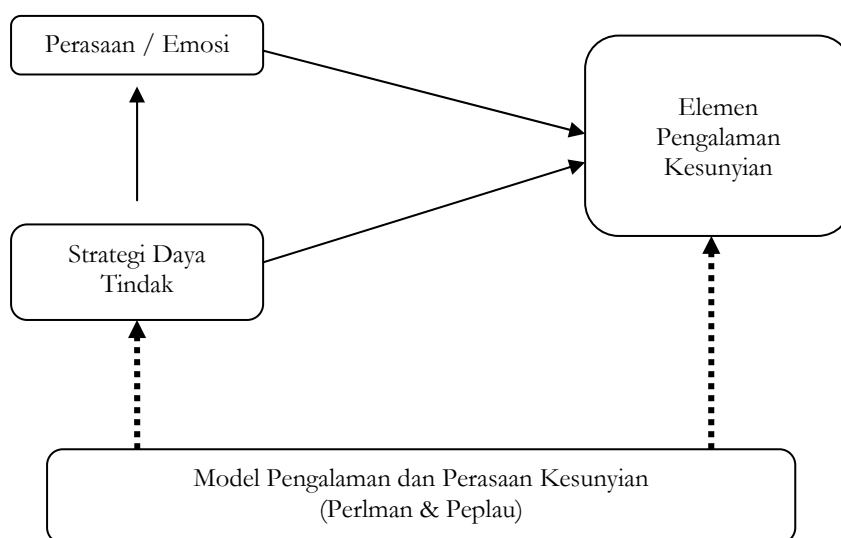 Perasaan / Emosi
Elemen
Pengalaman
Kesunyian
Strategi Daya
Tindak
Model Pengalaman dan Perasaan Kesunyian
(Perlman & Peplau)